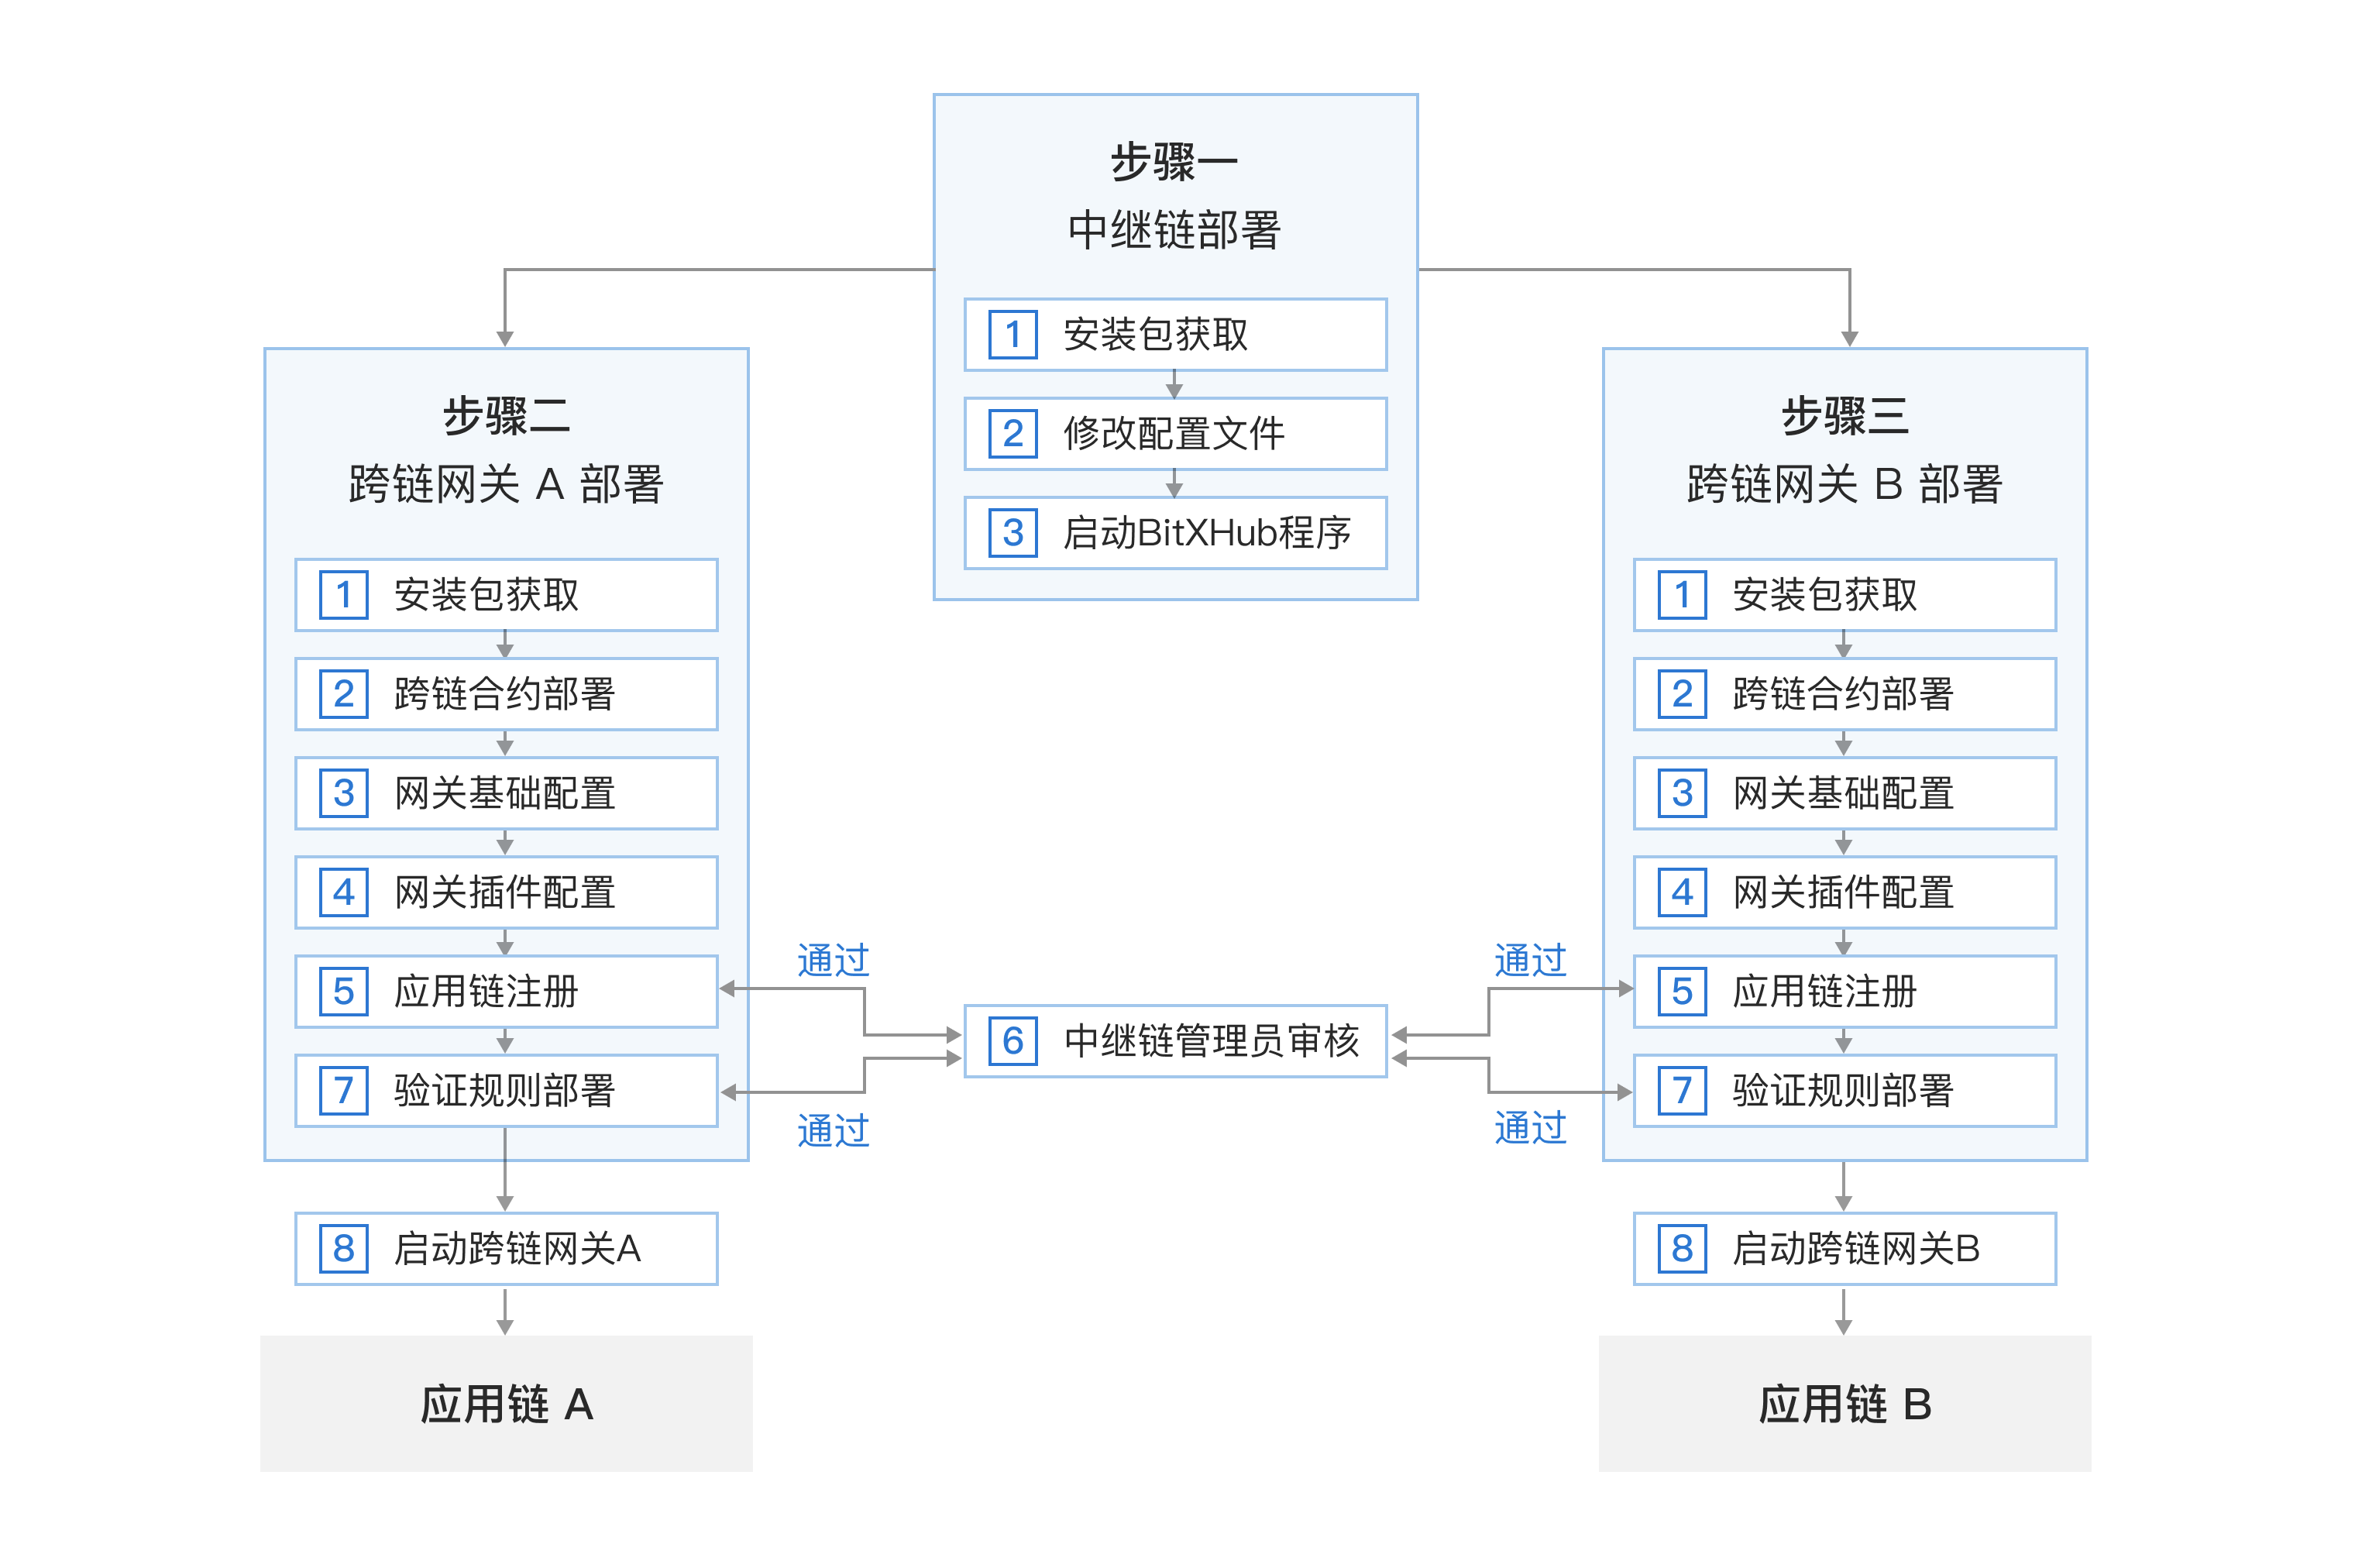 步骤一
中继链部署
1 安装包获取
2 修改配置文件
3 启动BitXHub程序
步骤二
跨链网关 A 部署
1 安装包获取
2 跨链合约部署
3 网关基础配置
4 网关插件配置
5 应用链注册
7 验证规则部署
8 启动跨链网关A
应用链 A
通过
通过
6 中继链管理员审核
通过
通过
步骤三
跨链网关 B 部署
1 安装包获取
2 跨链合约部署
3 网关基础配置
4 网关插件配置
5 应用链注册
7 验证规则部署
8 启动跨链网关B
应用链 B